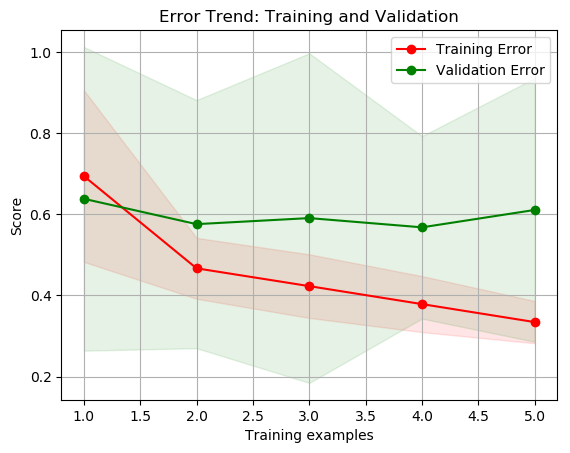 Error Trend: Training and Validation
Training Error
Validation Error
Score
1.0
0.8
0.6
0.4
0.2
1.0 1.5 2.0 2.5 3.0 3.5 4.0 4.5 5.0
Training examples